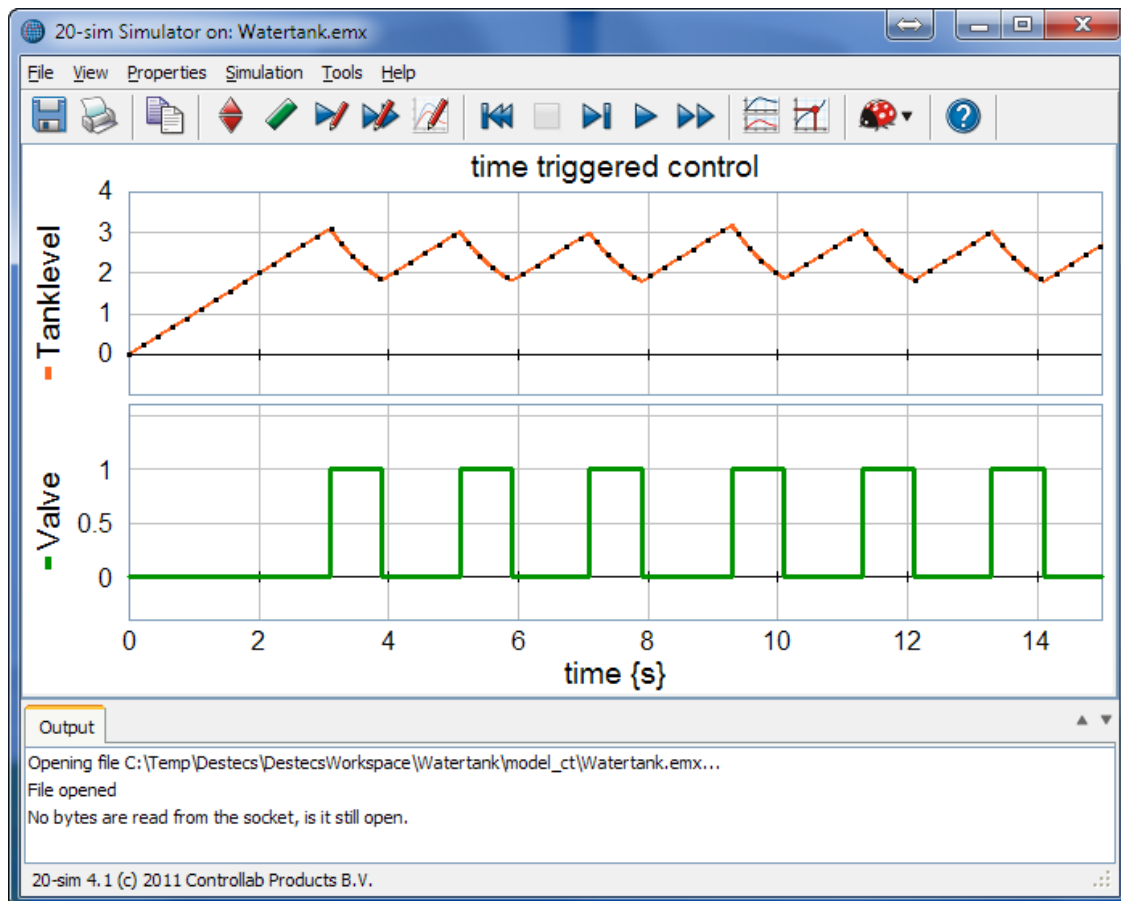 20-sim Simulator on: Watertank.emx
File View Properties Simulation Tools Help
time triggered control
4
3
2
1
0
Tanklevel
1
0.5
0
Valve
0 2 4 6 8 10 12 14
time {s}
Output
Opening file C:\Temp\Destecs\DestecsWorkspace\Watertank\model_ct\Watertank.emx...
File opened
No bytes are read from the socket, is it still open.
20-sim 4.1 (c) 2011 Controllab Products B.V.